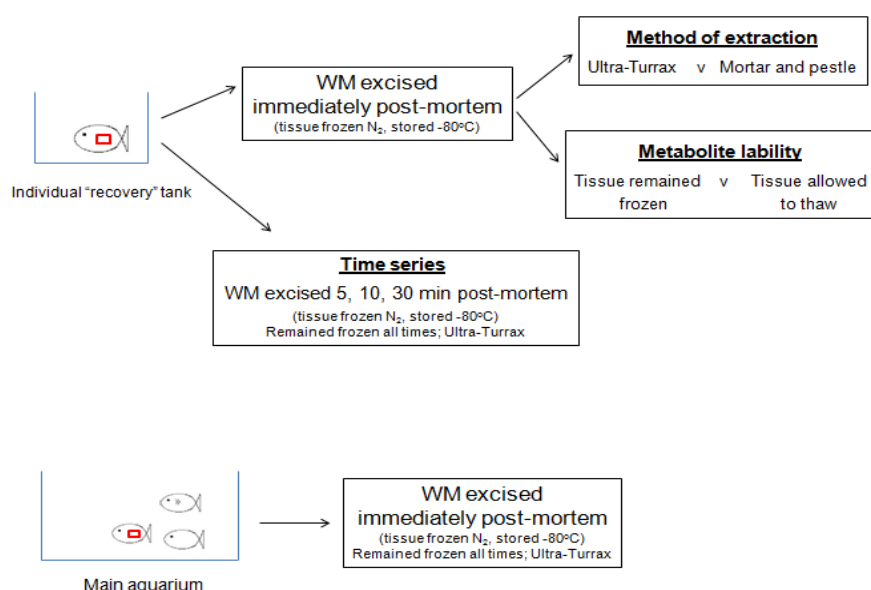 Method of extraction
Ultra-Turrax v Mortar and pestle
WM excised
immediately post-mortem
(tissue frozen N₂, stored -80ºC)
Metabolite lability
Tissue remained v Tissue allowed
frozen to thaw
Individual "recovery" tank
Time series
WM excised 5, 10, 30 min post-mortem
(tissue frozen N₂, stored -80ºC)
Remained frozen all times; Ultra-Turrax
WM excised
immediately post-mortem
(tissue frozen N₂, stored -80ºC)
Remained frozen all times; Ultra-Turrax
Main aquarium